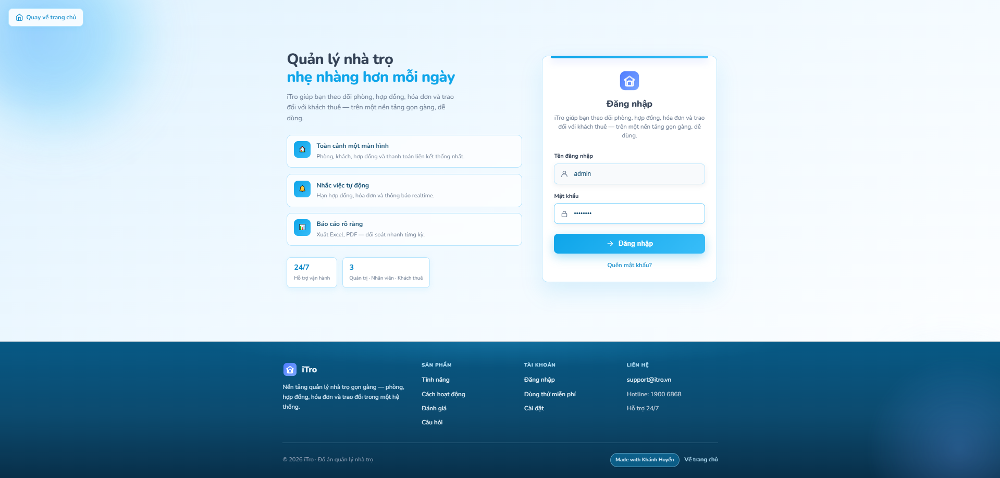 Quay về trang chủ
Quản lý nhà trọ
nhẹ nhàng hơn mỗi ngày
iTro giúp bạn theo dõi phòng, hợp đồng, hóa đơn và trao
đổi với khách thuê — trên một nền tảng gọn gàng, dễ
dùng.
Toàn cảnh một màn hình
Phòng, khách, hợp đồng và thanh toán liên kết thống nhất.
Nhắc việc tự động
Hạn hợp đồng, hóa đơn và thông báo realtime.
Báo cáo rõ ràng
Xuất Excel, PDF — đối soát nhanh từng kỳ.
24/7
Hỗ trợ vận hành
3
Quản trị · Nhân viên · Khách thuê
Đăng nhập
iTro giúp bạn theo dõi phòng, hợp đồng, hóa đơn và trao
đổi với khách thuê — trên một nền tảng gọn gàng, dễ
dùng.
Tên đăng nhập
admin
Mật khẩu
••••••••
Đăng nhập
Quên mật khẩu?
iTro
Nền tảng quản lý nhà trọ gọn gàng — phòng,
hợp đồng, hóa đơn và trao đổi trong một hệ
thống.
SẢN PHẨM
Tính năng
Cách hoạt động
Đánh giá
Câu hỏi
TÀI KHOẢN
Đăng nhập
Dùng thử miễn phí
Cài đặt
LIÊN HỆ
support@itro.vn
Hotline: 1900 6868
Hỗ trợ 24/7
© 2026 iTro · Đồ án quản lý nhà trọ
Made with Khánh Huyền
Về trang chủ